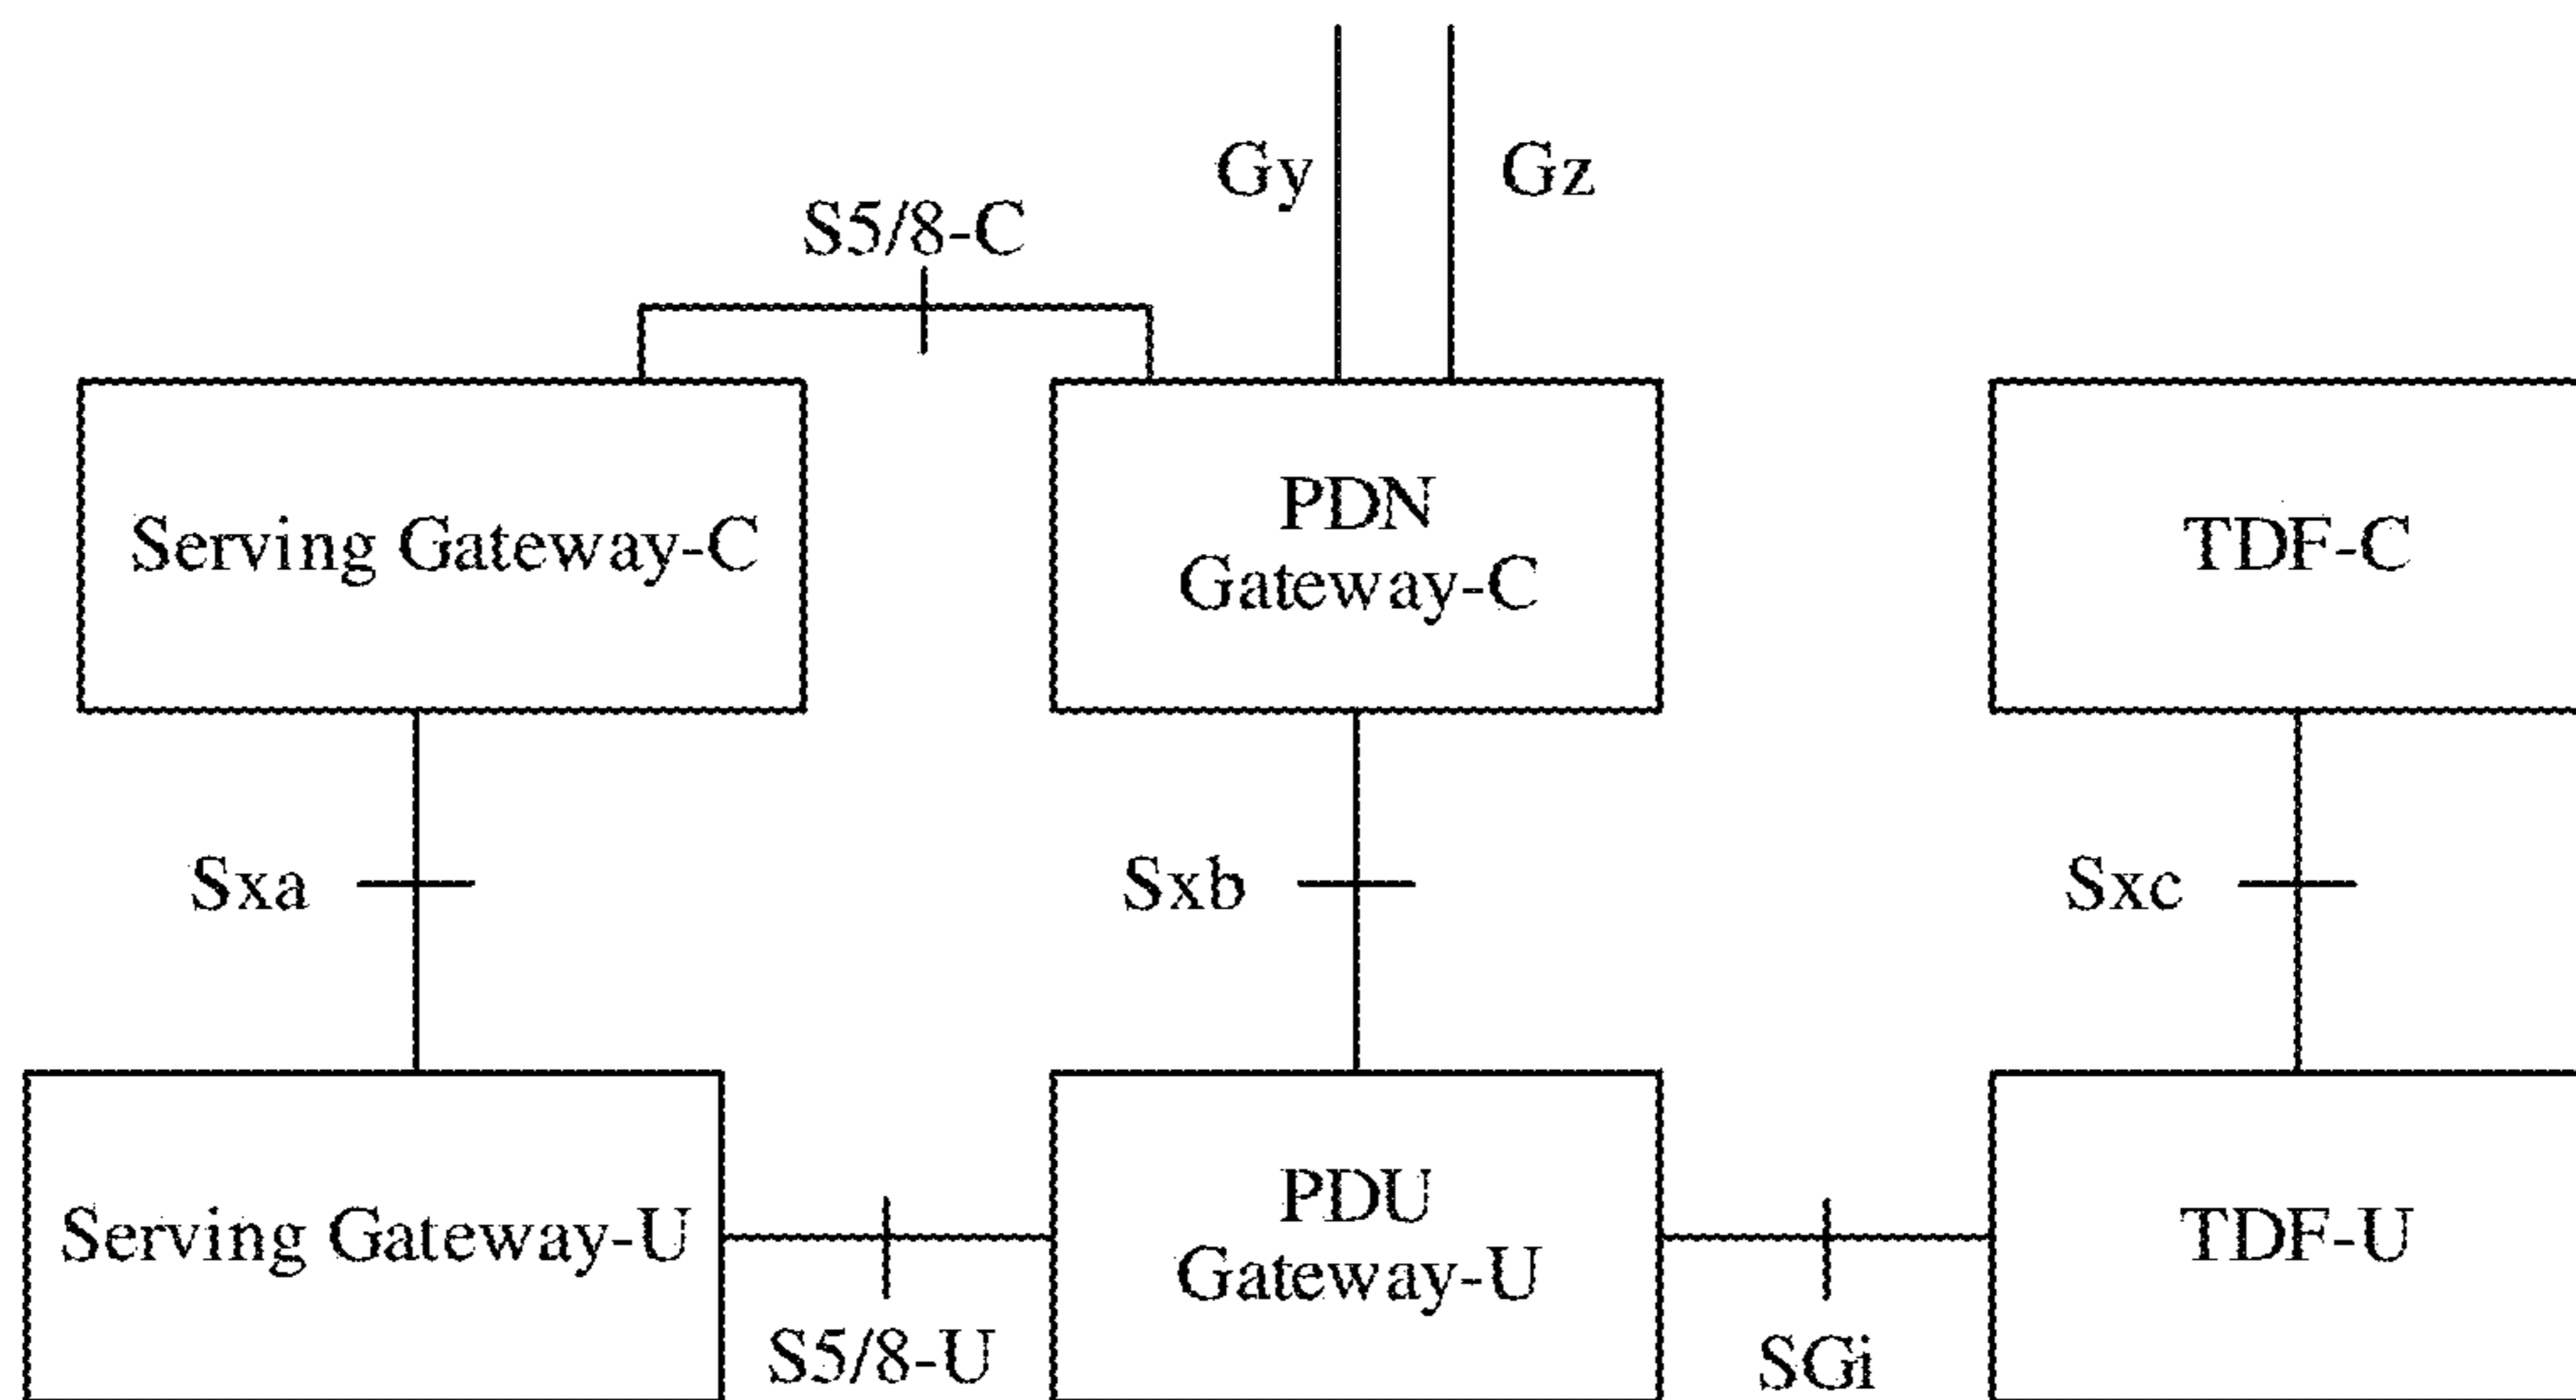 Gy
Gz
S5/8-C
Serving Gateway-C
PDN
Gateway-C
TDF-C
Sxa
Sxb
Sxc
Serving Gateway-U
PDU
Gateway-U
TDF-U
S5/8-U
SGi